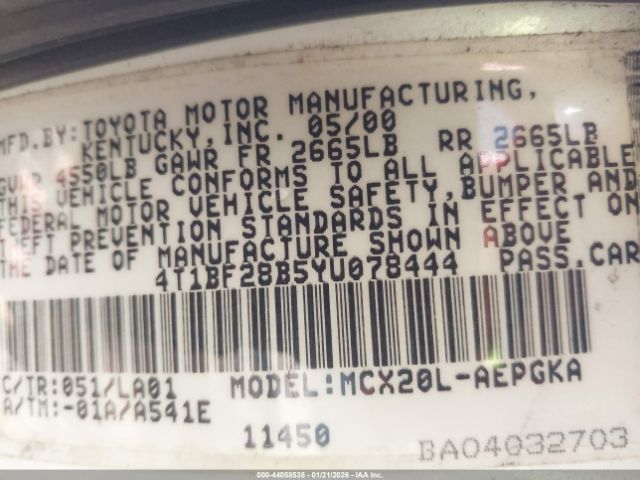 MFD.BY:TOYOTA MOTOR MANUFACTURING,
KENTUCKY,INC. 05/00
GVWR 4550LB GAWR FR 2665LB RR 2665LB
THIS VEHICLE CONFORMS TO ALL APPLICABLE
FEDERAL MOTOR VEHICLE SAFETY,BUMPER AND
THEFT PREVENTION STANDARDS IN EFFECT ON
THE DATE OF MANUFACTURE SHOWN ABOVE
4T1BF28B5YU078444 PASS.CAR
C/TR:051/LA01 MODEL:MCX20L-AEPGKA
A/TM:-01A/A541E
11450 BA04032703
000-44058538 | 01/21/2026 - Copyright © IAA